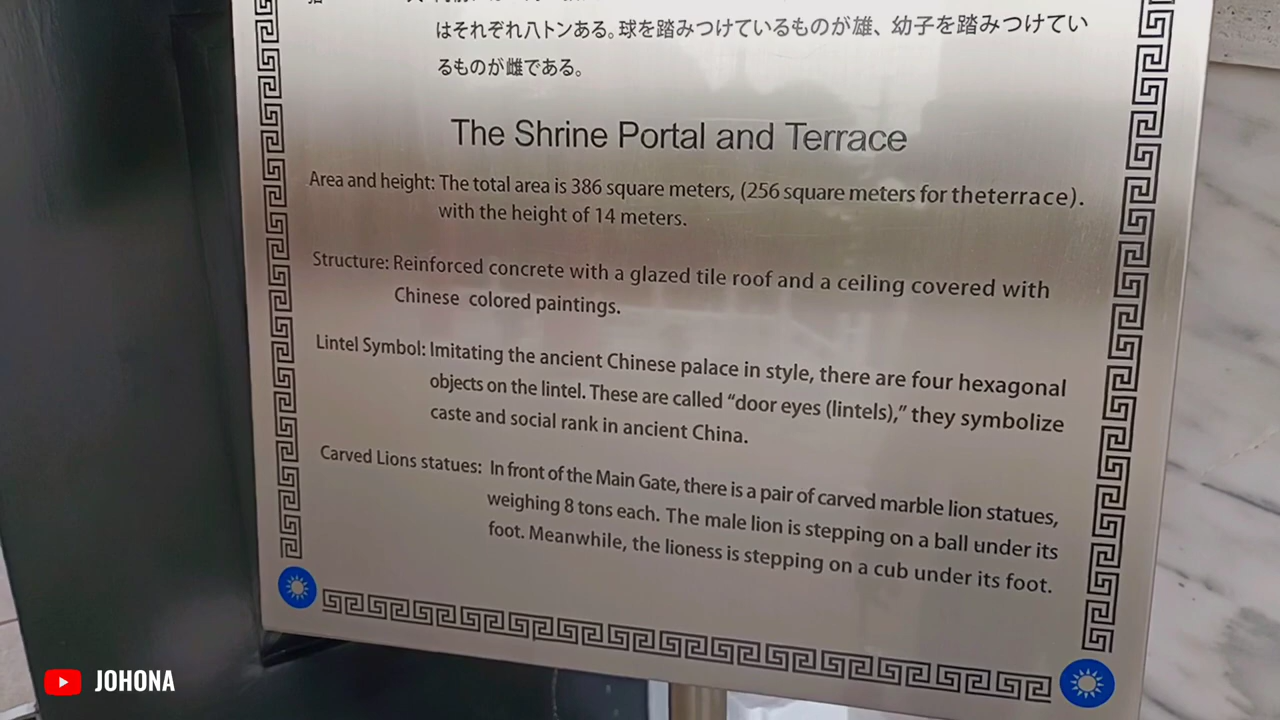 はそれぞれ八トンある。球を踏みつけているものが雄、幼子を踏みつけてい
るものが雌である。
The Shrine Portal and Terrace
Area and height: The total area is 386 square meters, (256 square meters for theterrace).
with the height of 14 meters.
Structure: Reinforced concrete with a glazed tile roof and a ceiling covered with
Chinese colored paintings.
Lintel Symbol: Imitating the ancient Chinese palace in style, there are four hexagonal
objects on the lintel. These are called “door eyes (lintels),” they symbolize
caste and social rank in ancient China.
Carved Lions statues: In front of the Main Gate, there is a pair of carved marble lion statues,
weighing 8 tons each. The male lion is stepping on a ball under its
foot. Meanwhile, the lioness is stepping on a cub under its foot.
JOHONA